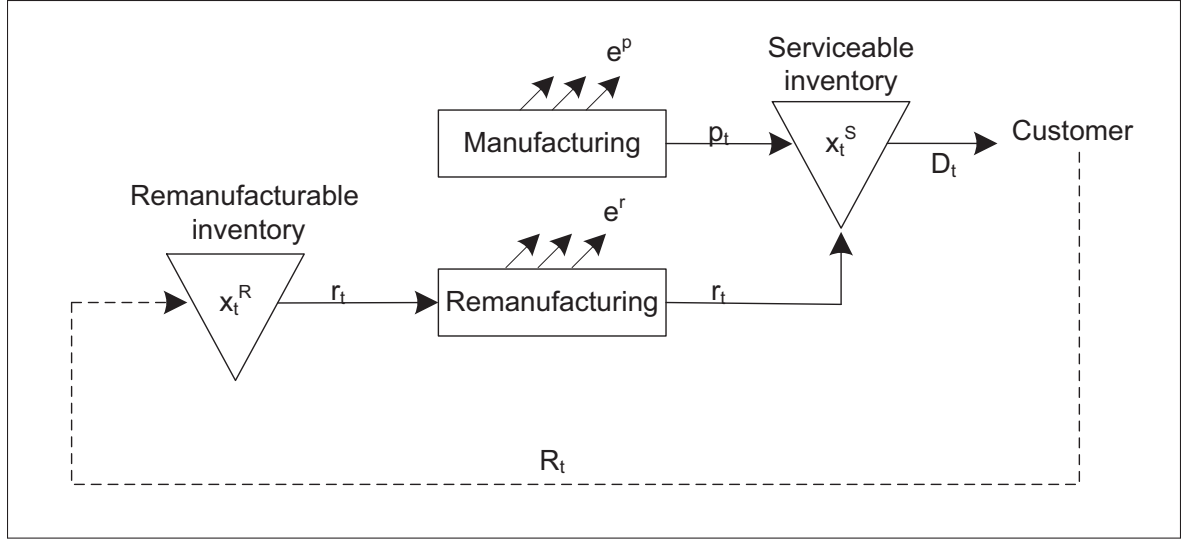 Serviceable
inventory
e^p
Manufacturing
p_t
x_t^S
D_t
Customer
Remanufacturable
inventory
e^r
x_t^R
r_t
Remanufacturing
r_t
R_t